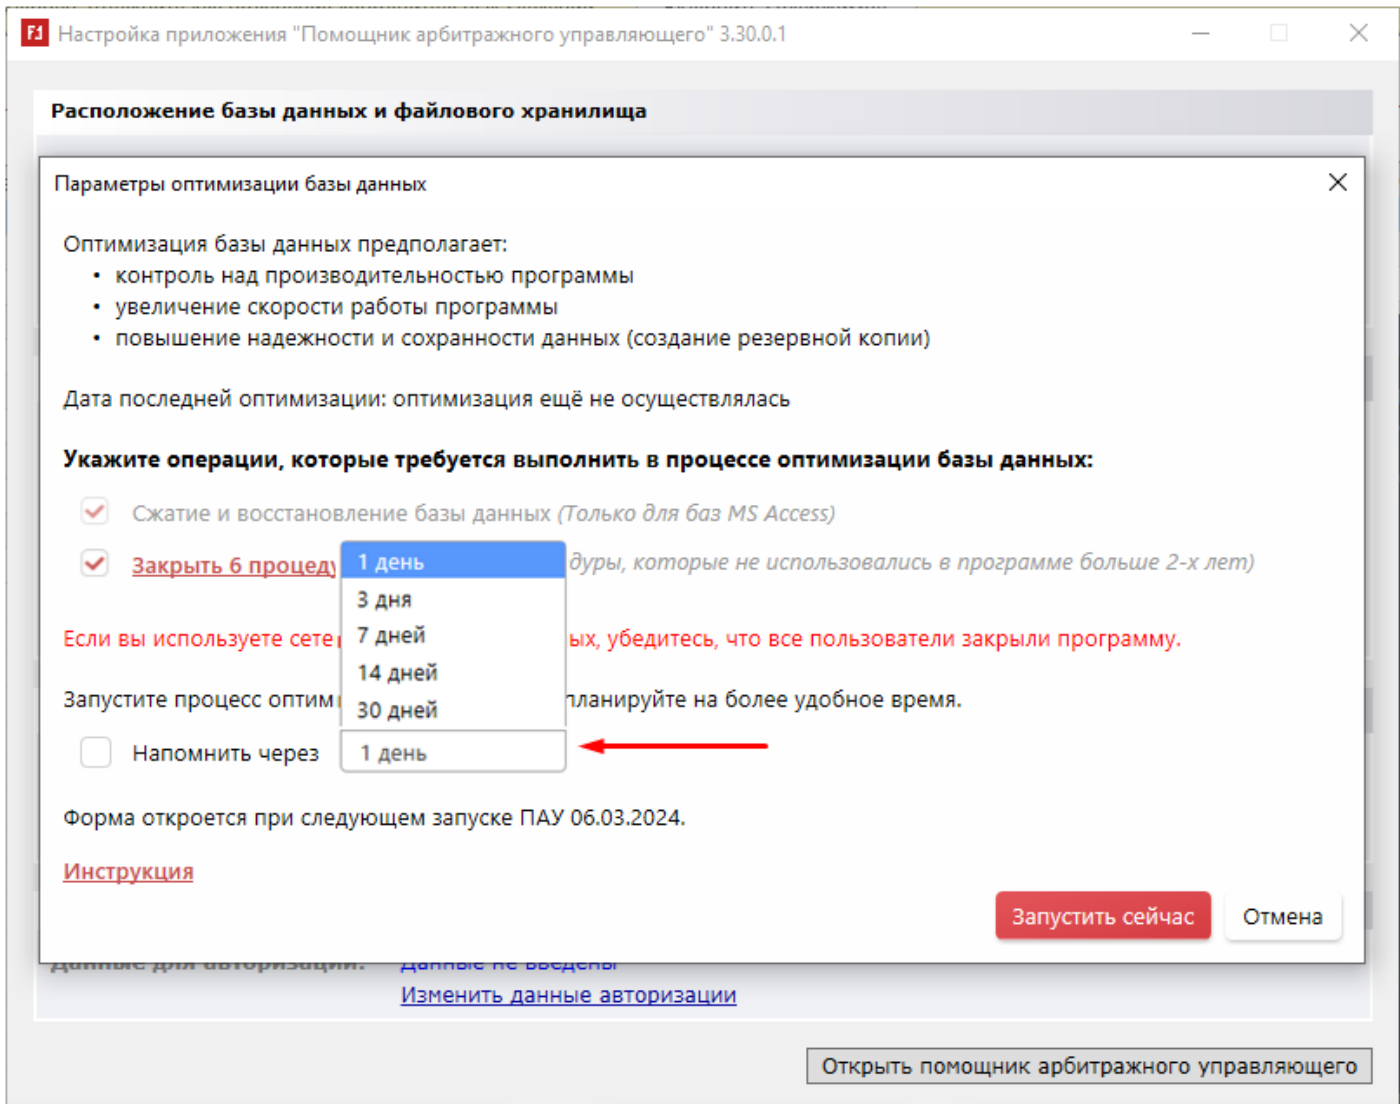 Настройка приложения "Помощник арбитражного управляющего" 3.30.0.1
Расположение базы данных и файлового хранилища
Параметры оптимизации базы данных
Оптимизация базы данных предполагает:
• контроль над производительностью программы
• увеличение скорости работы программы
• повышение надежности и сохранности данных (создание резервной копии)
Дата последней оптимизации: оптимизация ещё не осуществлялась
Укажите операции, которые требуется выполнить в процессе оптимизации базы данных:
Сжатие и восстановление базы данных (Только для баз MS Access)
Закрыть 6 процеду дуры, которые не использовались в программе больше 2-х лет)
1 день
3 дня
7 дней
14 дней
30 дней
Если вы используете сете ых, убедитесь, что все пользователи закрыли программу.
Запустите процесс оптим планируйте на более удобное время.
Напомнить через 1 день
Форма откроется при следующем запуске ПАУ 06.03.2024.
Инструкция
Запустить сейчас Отмена
Данные для авторизации: Данные не введены
Изменить данные авторизации
Открыть помощник арбитражного управляющего